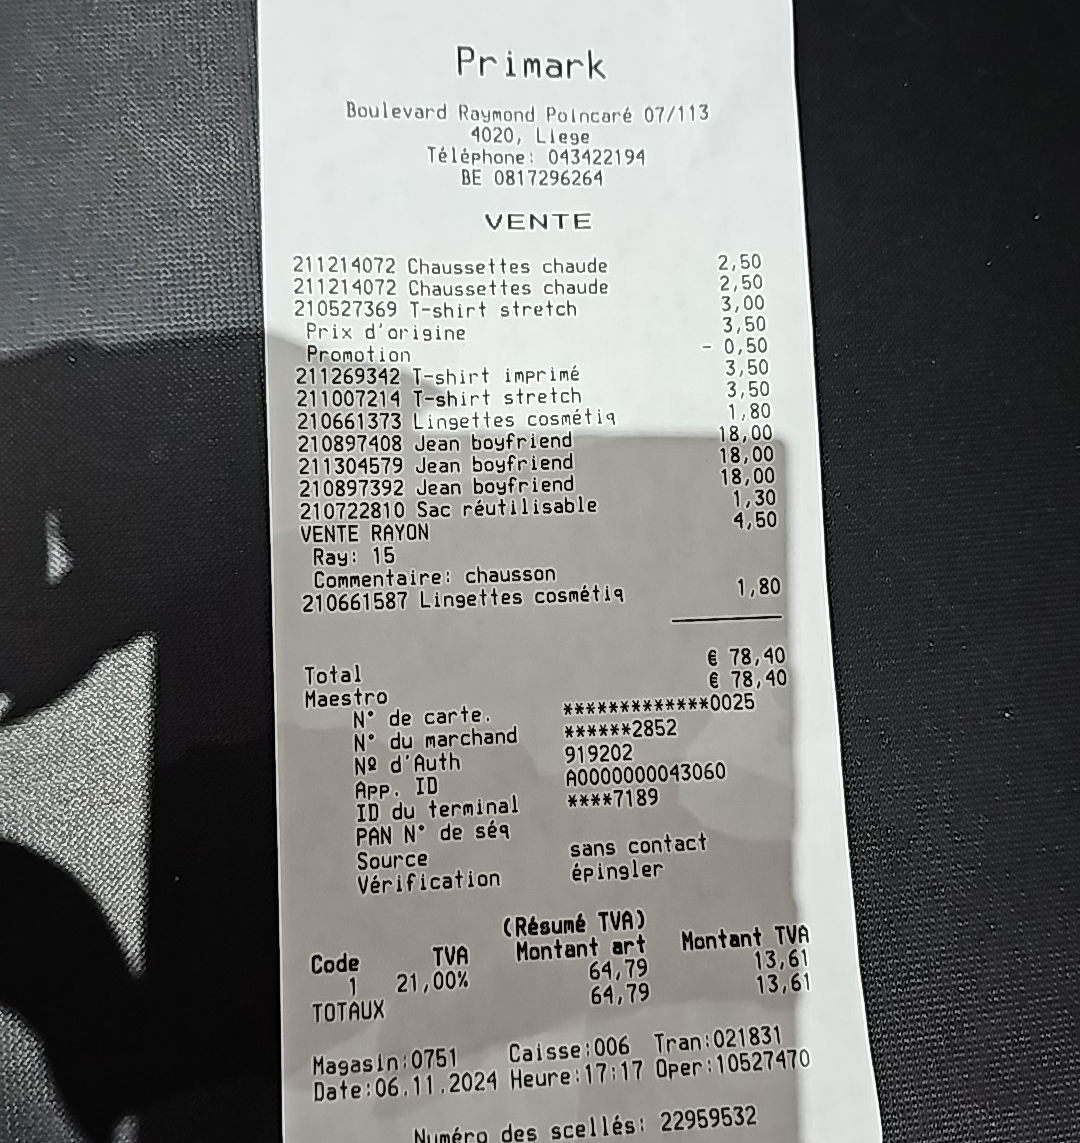 Primark
Boulevard Raymond Poincaré 07/113
4020, Liege
Téléphone: 043422194
BE 0817296264
VENTE
211214072 Chaussettes chaude 2,50
211214072 Chaussettes chaude 2,50
210527369 T-shirt stretch 3,00
Prix d'origine 3,50
Promotion - 0,50
211269342 T-shirt imprimé 3,50
211007214 T-shirt stretch 3,50
210661373 Lingettes cosmétiq 1,80
210897408 Jean boyfriend 18,00
211304579 Jean boyfriend 18,00
210897392 Jean boyfriend 18,00
210722810 Sac réutilisable 1,30
VENTE RAYON 4,50
Ray: 15
Commentaire: chausson
210661587 Lingettes cosmétiq 1,80
Total € 78,40
Maestro € 78,40
N° de carte. *************0025
N° du marchand ******2852
Nº d'Auth 919202
App. ID A0000000043060
ID du terminal ****7189
PAN N° de séq
Source sans contact
Vérification épingler
(Résumé TVA)
Code TVA Montant art Montant TVA
1 21,00% 64,79 13,61
TOTAUX 64,79 13,61
Magasin:0751 Caisse:006 Tran:021831
Date:06.11.2024 Heure:17:17 Oper:10527470
Numéro des scellés: 22959532